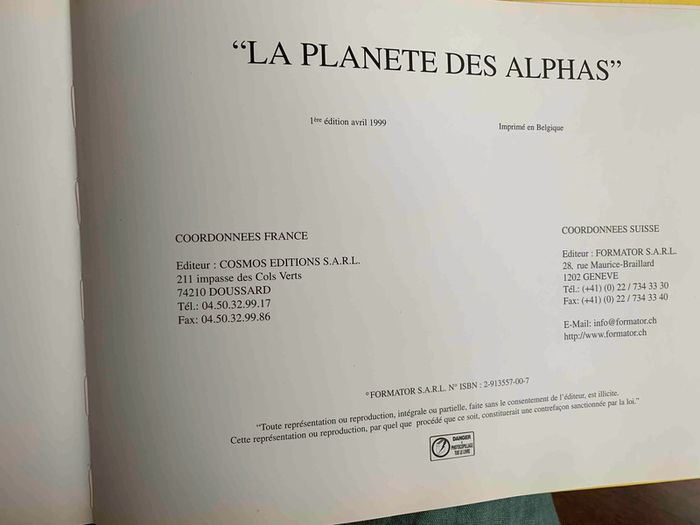 “LA PLANETE DES ALPHAS”
1ère édition avril 1999
Imprimé en Belgique
COORDONNEES FRANCE
Editeur : COSMOS EDITIONS S.A.R.L.
211 impasse des Cols Verts
74210 DOUSSARD
Tél.: 04.50.32.99.17
Fax: 04.50.32.99.86
COORDONNEES SUISSE
Editeur : FORMATOR S.A.R.L.
28, rue Maurice-Braillard
1202 GENEVE
Tél.: (+41) (0) 22 / 734 33 30
Fax: (+41) (0) 22 / 734 33 40
E-Mail: info@formator.ch
http://www.formator.ch
©FORMATOR S.A.R.L. N° ISBN : 2-913557-00-7
“Toute représentation ou reproduction, intégrale ou partielle, faite sans le consentement de l'éditeur, est illicite.
Cette représentation ou reproduction, par quel que procédé que ce soit, constituerait une contrefaçon sanctionnée par la loi.”
DANGER
PHOTOCOPILLAGE
TUE LE LIVRE